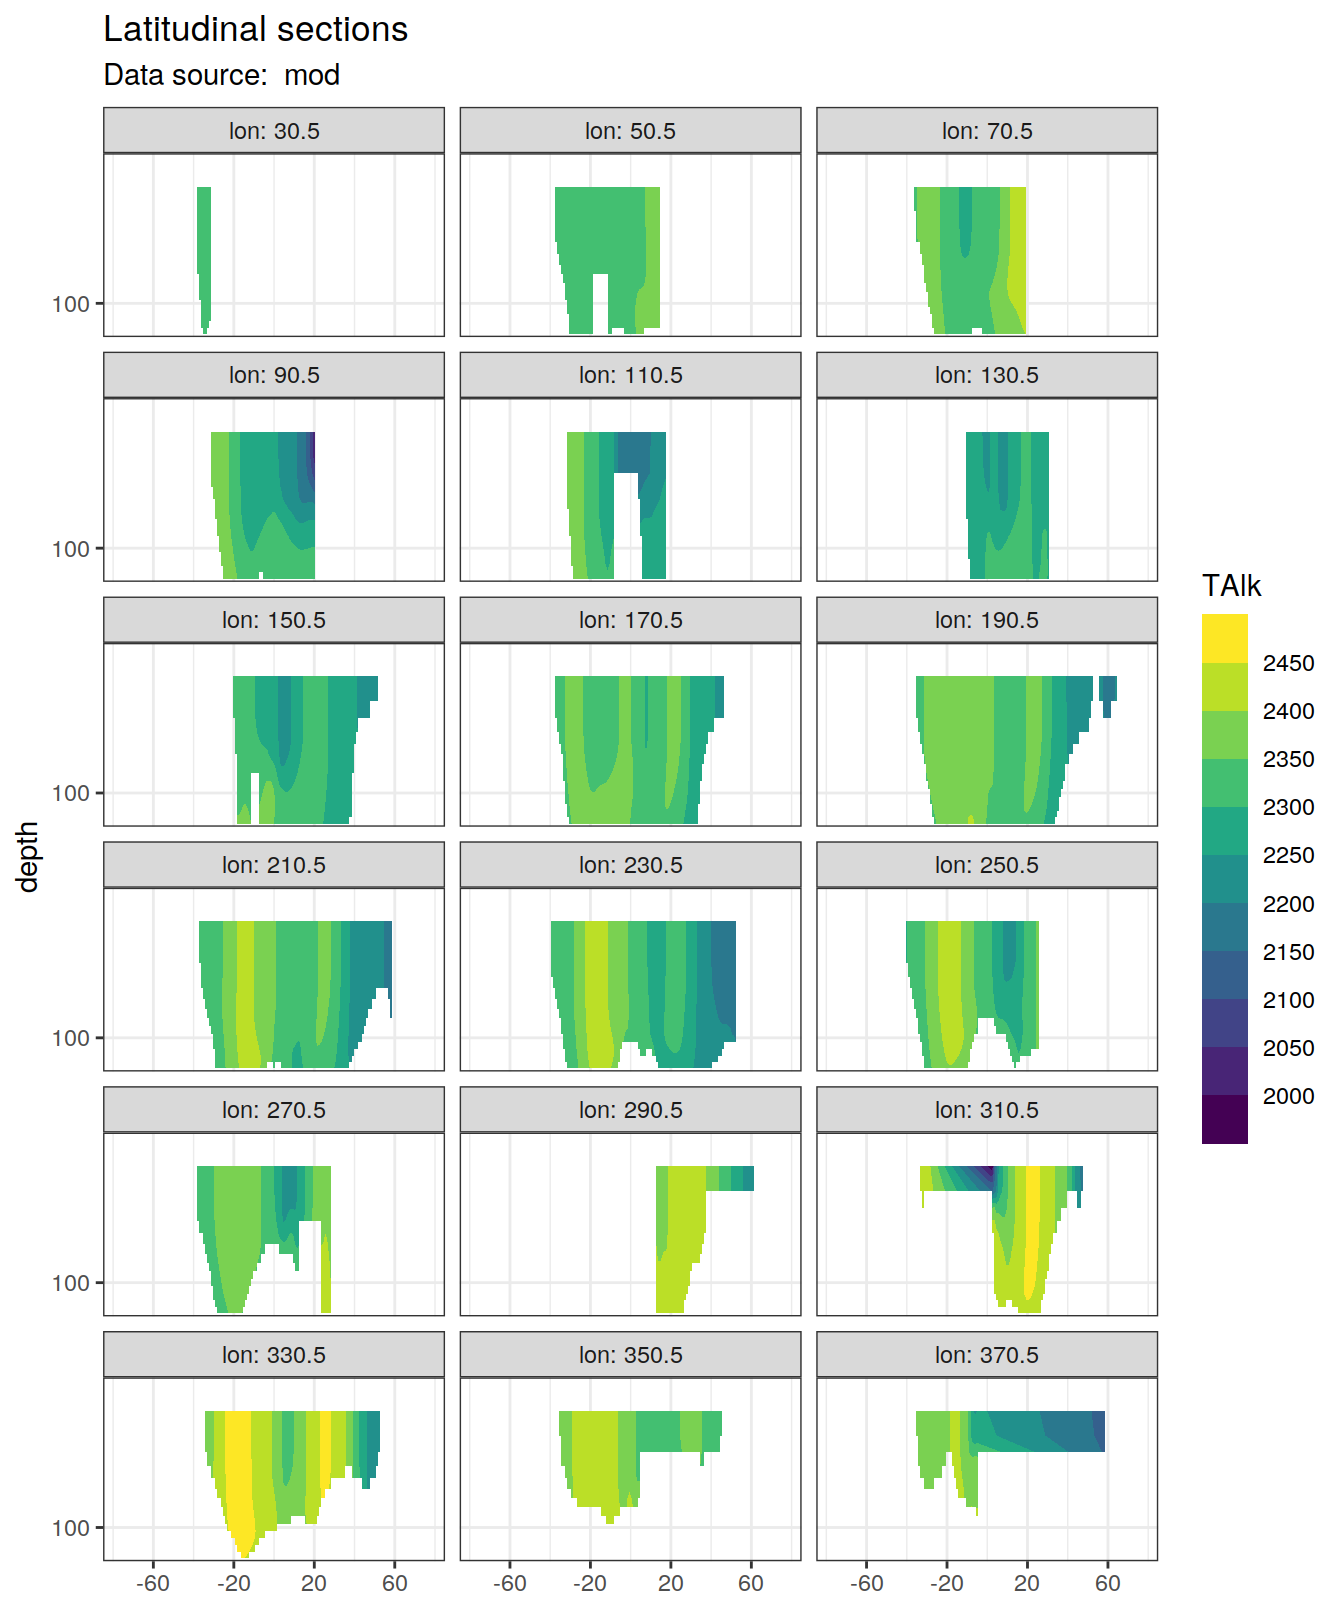 Latitudinal sections
Data source:  mod
lon: 30.5
lon: 50.5
lon: 70.5
100
lon: 90.5
lon: 110.5
lon: 130.5
100
lon: 150.5
lon: 170.5
lon: 190.5
100
lon: 210.5
lon: 230.5
lon: 250.5
100
lon: 270.5
lon: 290.5
lon: 310.5
100
lon: 330.5
lon: 350.5
lon: 370.5
100
-60 -20 20 60
-60 -20 20 60
-60 -20 20 60
depth
TAlk
2450
2400
2350
2300
2250
2200
2150
2100
2050
2000